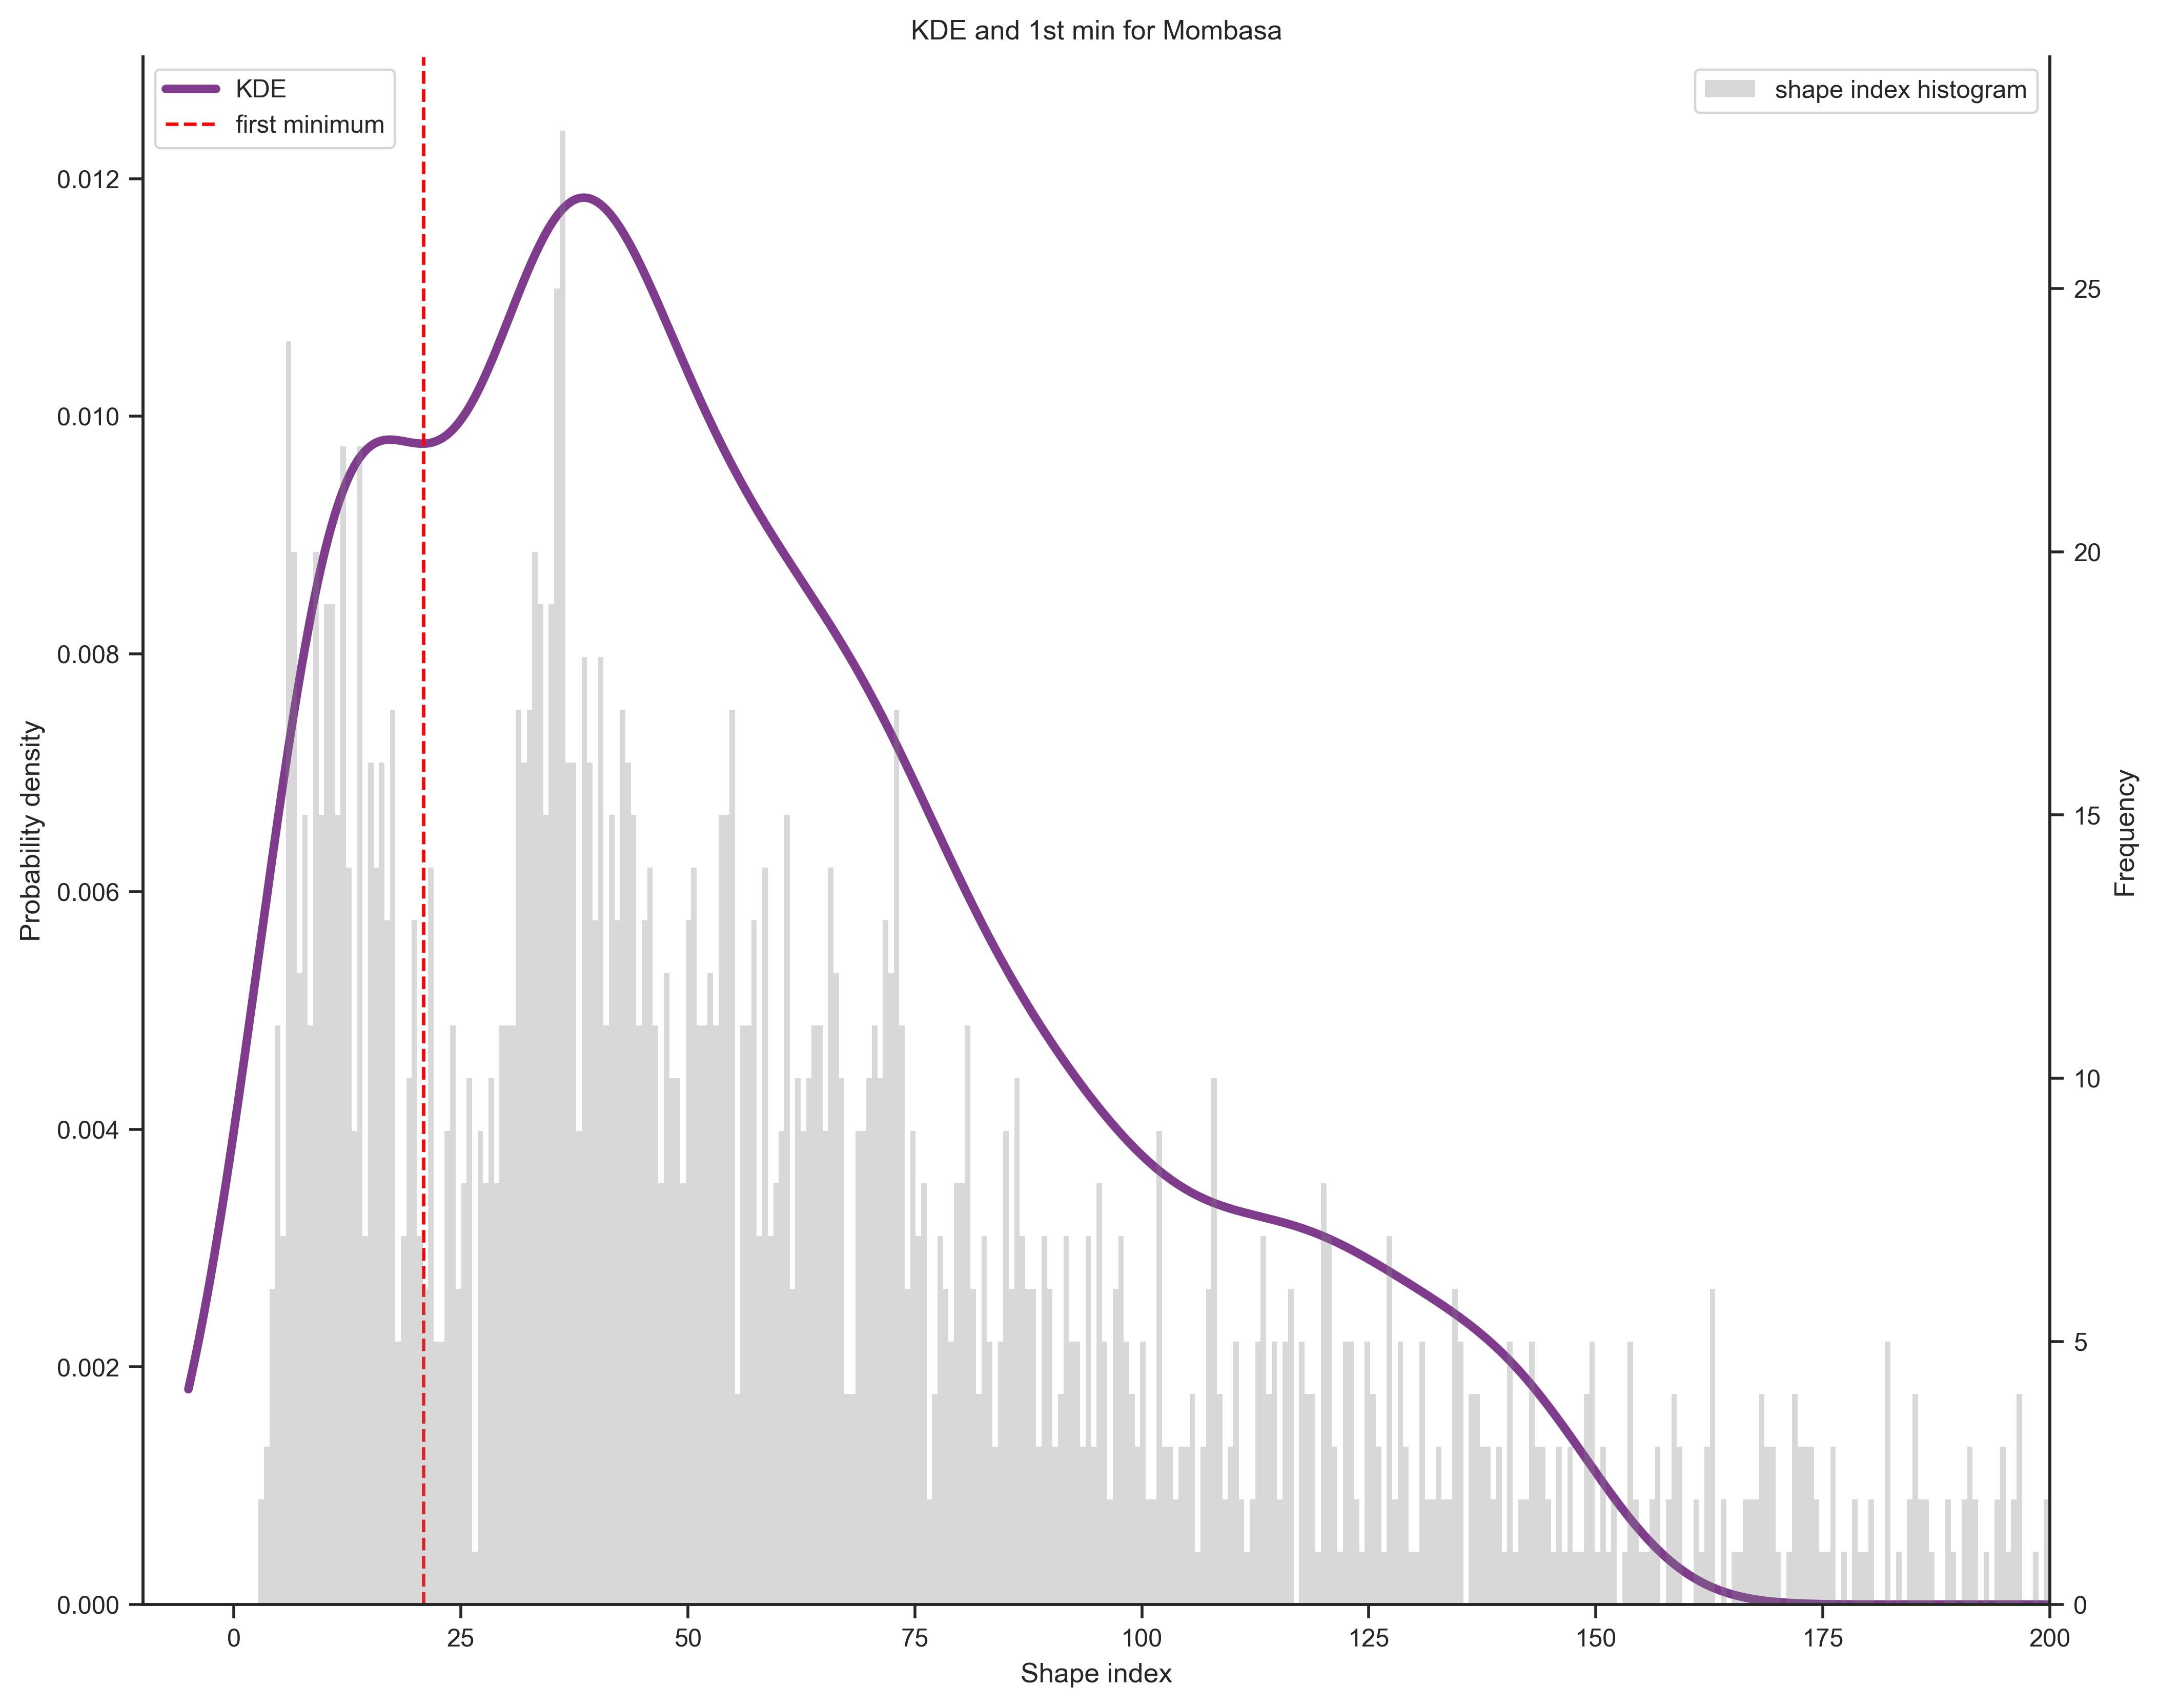 KDE and 1st min for Mombasa
KDE
first minimum
shape index histogram
0.012
0.010
0.008
0.006
0.004
0.002
0.000
Probability density
25
20
15
10
5
0
Frequency
0 25 50 75 100 125 150 175 200
Shape index